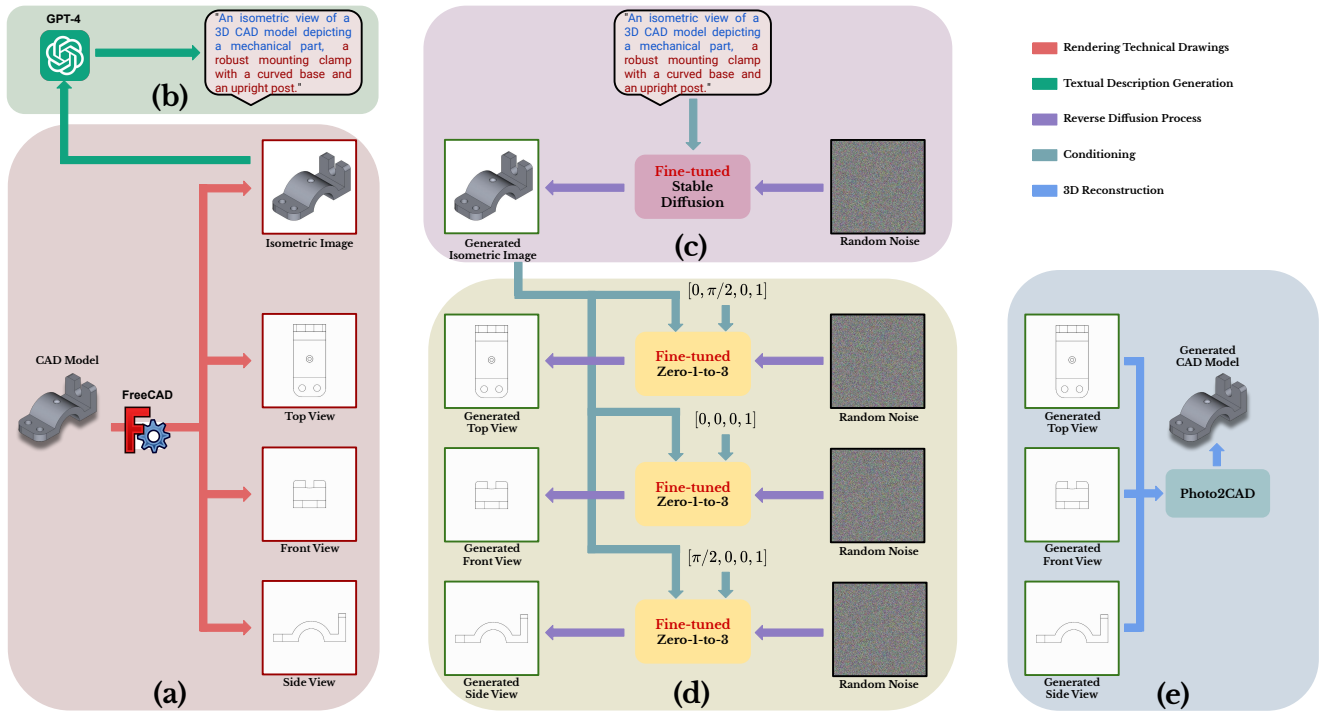 GPT-4
"An isometric view of a
3D CAD model depicting
a mechanical part, a
robust mounting clamp
with a curved base and
an upright post."
(b)
Isometric Image
CAD Model
FreeCAD
Top View
Front View
Side View
(a)
"An isometric view of a
3D CAD model depicting
a mechanical part, a
robust mounting clamp
with a curved base and
an upright post."
Fine-tuned
Stable
Diffusion
Generated
Isometric Image
Random Noise
(c)
[0, π/2, 0, 1]
Fine-tuned
Zero-1-to-3
Generated
Top View
Random Noise
[0, 0, 0, 1]
Fine-tuned
Zero-1-to-3
Generated
Front View
Random Noise
[π/2, 0, 0, 1]
Fine-tuned
Zero-1-to-3
Generated
Side View
Random Noise
(d)
Rendering Technical Drawings
Textual Description Generation
Reverse Diffusion Process
Conditioning
3D Reconstruction
Generated
Top View
Generated
Front View
Generated
Side View
Generated
CAD Model
Photo2CAD
(e)